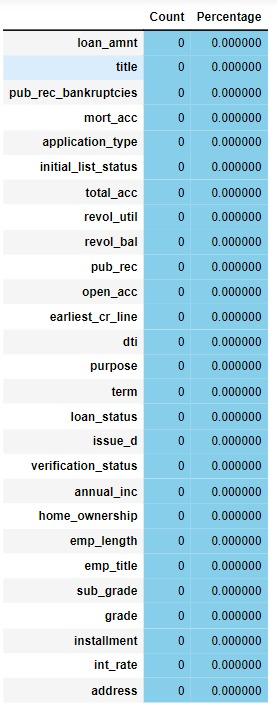 Count Percentage
loan_amnt 0 0.000000
title 0 0.000000
pub_rec_bankruptcies 0 0.000000
mort_acc 0 0.000000
application_type 0 0.000000
initial_list_status 0 0.000000
total_acc 0 0.000000
revol_util 0 0.000000
revol_bal 0 0.000000
pub_rec 0 0.000000
open_acc 0 0.000000
earliest_cr_line 0 0.000000
dti 0 0.000000
purpose 0 0.000000
term 0 0.000000
loan_status 0 0.000000
issue_d 0 0.000000
verification_status 0 0.000000
annual_inc 0 0.000000
home_ownership 0 0.000000
emp_length 0 0.000000
emp_title 0 0.000000
sub_grade 0 0.000000
grade 0 0.000000
installment 0 0.000000
int_rate 0 0.000000
address 0 0.000000